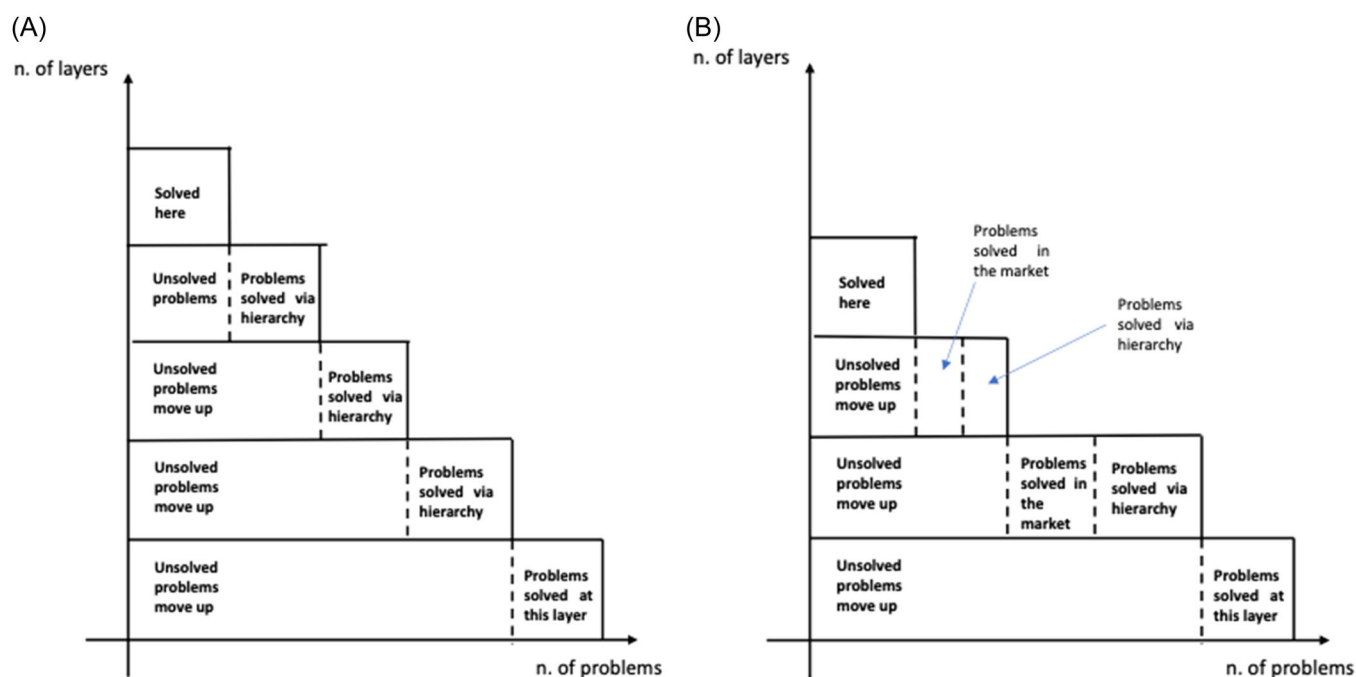 (A)
n. of layers
Solved
here
Unsolved
problems
Problems
solved via
hierarchy
Unsolved
problems
move up
Problems
solved via
hierarchy
Unsolved
problems
move up
Problems
solved via
hierarchy
Unsolved
problems
move up
Problems
solved at
this layer
n. of problems
(B)
n. of layers
Problems
solved in
the market
Problems
solved via
hierarchy
Solved
here
Unsolved
problems
move up
Unsolved
problems
move up
Problems
solved in
the
market
Problems
solved via
hierarchy
Unsolved
problems
move up
Problems
solved at
this layer
n. of problems